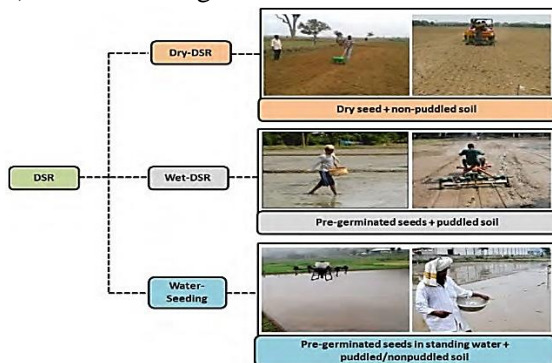 Dry-DSR
Dry seed + non-puddled soil
DSR
Wet-DSR
Pre-germinated seeds + puddled soil
Water-
Seeding
Pre-germinated seeds in standing water +
puddled/nonpuddled soil